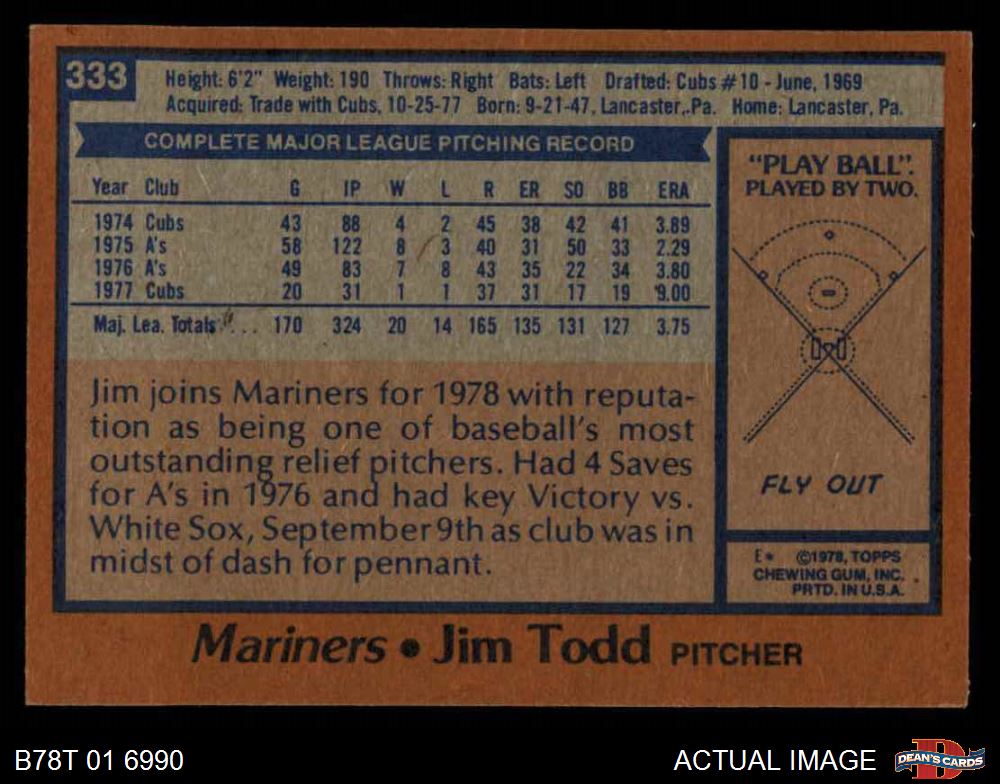 333
Height: 6'2" Weight: 190 Throws: Right Bats: Left Drafted: Cubs #10 - June, 1969
Acquired: Trade with Cubs, 10-25-77 Born: 9-21-47, Lancaster, Pa. Home: Lancaster, Pa.
COMPLETE MAJOR LEAGUE PITCHING RECORD
Year Club G IP W L R ER SO BB ERA
1974 Cubs 43 88 4 2 45 38 42 41 3.89
1975 A's 58 122 8 3 40 31 50 33 2.29
1976 A's 49 83 7 8 43 35 22 34 3.80
1977 Cubs 20 31 1 1 37 31 17 19 9.00
Maj. Lea. Totals . . . 170 324 20 14 165 135 131 127 3.75
Jim joins Mariners for 1978 with reputa-
tion as being one of baseball's most
outstanding relief pitchers. Had 4 Saves
for A's in 1976 and had key Victory vs.
White Sox, September 9th as club was in
midst of dash for pennant.
"PLAY BALL".
PLAYED BY TWO.
FLY OUT
E* ©1978, TOPPS
CHEWING GUM, INC.
PRTD. IN U.S.A.
Mariners • Jim Todd PITCHER
B78T 01 6990
ACTUAL IMAGE
D
DEAN'S CARDS